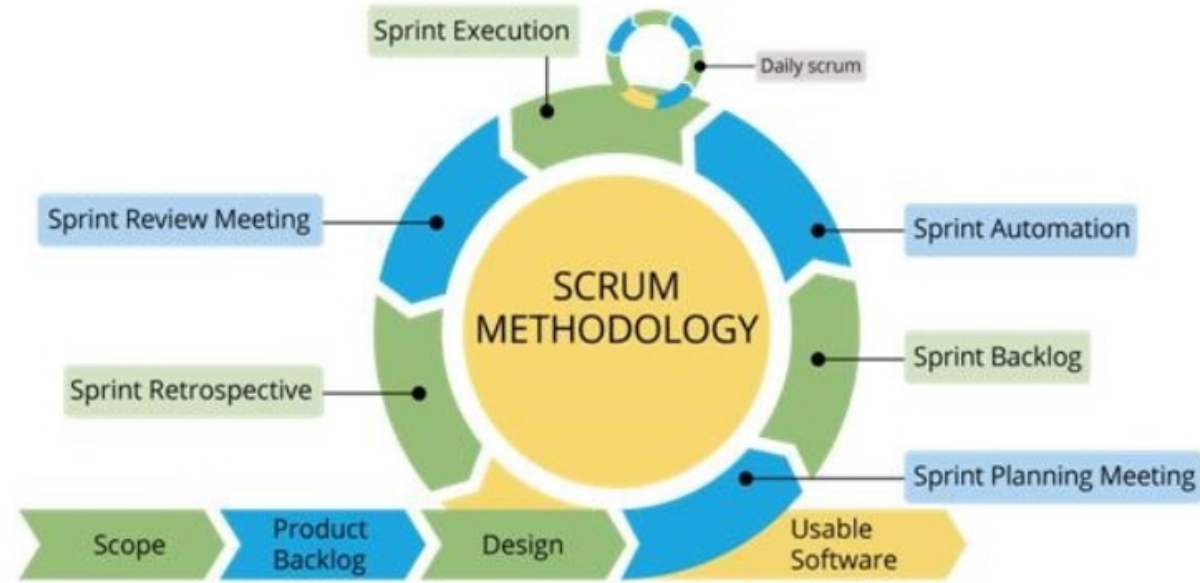 Sprint Execution
Daily scrum
Sprint Review Meeting
Sprint Automation
SCRUM
METHODOLOGY
Sprint Backlog
Sprint Retrospective
Sprint Planning Meeting
Scope
Product
Backlog
Design
Usable
Software